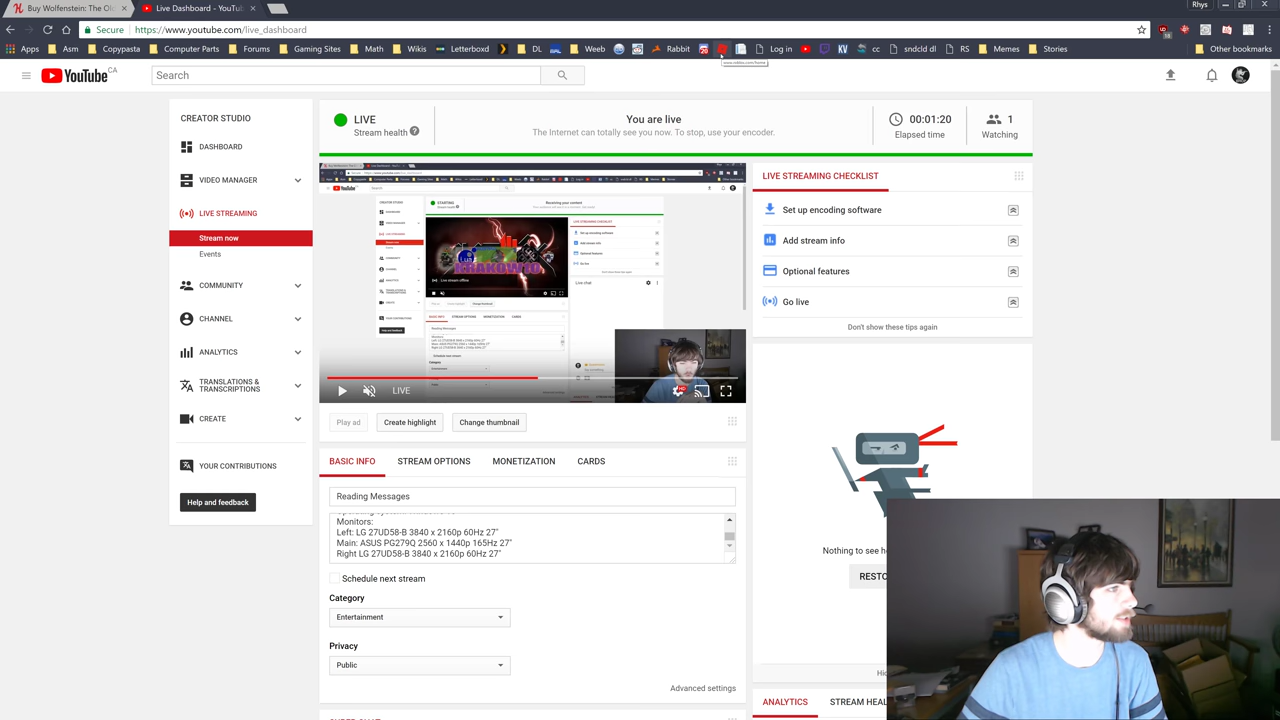 Buy Wolfenstein: The Ol
Live Dashboard - YouTub
Rhys
Secure
https://www.youtube.com/live_dashboard
Apps
Asm
Copypasta
Computer Parts
Forums
Gaming Sites
Math
Wikis
Letterboxd
DL
Weeb
Rabbit
Log in
KV
cc
sndcld dl
RS
Memes
Stories
Other bookmarks
YouTube CA
Search
CREATOR STUDIO
DASHBOARD
VIDEO MANAGER
LIVE STREAMING
Stream now
Events
COMMUNITY
CHANNEL
ANALYTICS
TRANSLATIONS &
TRANSCRIPTIONS
CREATE
YOUR CONTRIBUTIONS
Help and feedback
LIVE
Stream health
You are live
The Internet can totally see you now. To stop, use your encoder.
00:01:20
Elapsed time
1
Watching
LIVE
HD
Play ad
Create highlight
Change thumbnail
BASIC INFO
STREAM OPTIONS
MONETIZATION
CARDS
Reading Messages
Monitors:
Left: LG 27UD58-B 3840 x 2160p 60Hz 27"
Main: ASUS PG279Q 2560 x 1440p 165Hz 27"
Right LG 27UD58-B 3840 x 2160p 60Hz 27"
Schedule next stream
Category
Entertainment
Privacy
Public
Advanced settings
LIVE STREAMING CHECKLIST
Set up encoding software
Add stream info
Optional features
Go live
Don't show these tips again
Nothing to see he
RESTO
Hid
ANALYTICS
STREAM HEAL